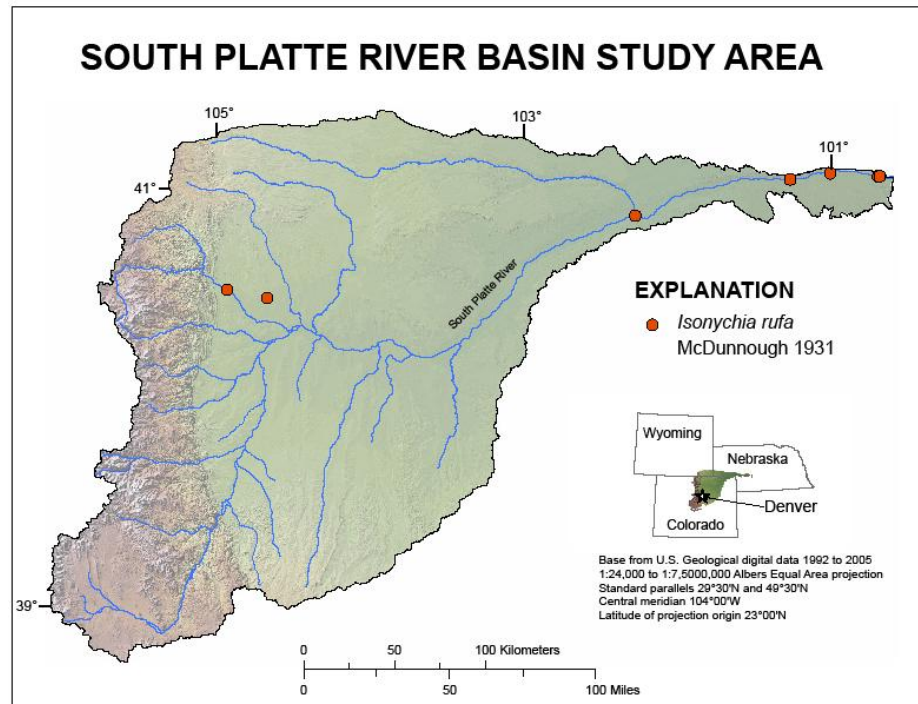 SOUTH PLATTE RIVER BASIN STUDY AREA
105°
103°
101°
41°
South Platte River
EXPLANATION
Isonychia rufa
McDunnough 1931
Wyoming
Nebraska
Denver
Colorado
Base from U.S. Geological digital data 1992 to 2005
1:24,000 to 1:7,5000,000 Albers Equal Area projection
Standard parallels 29°30'N and 49°30'N
Central meridian 104°00'W
Latitude of projection origin 23°00'N
39°
0 50 100 Kilometers
0 50 100 Miles